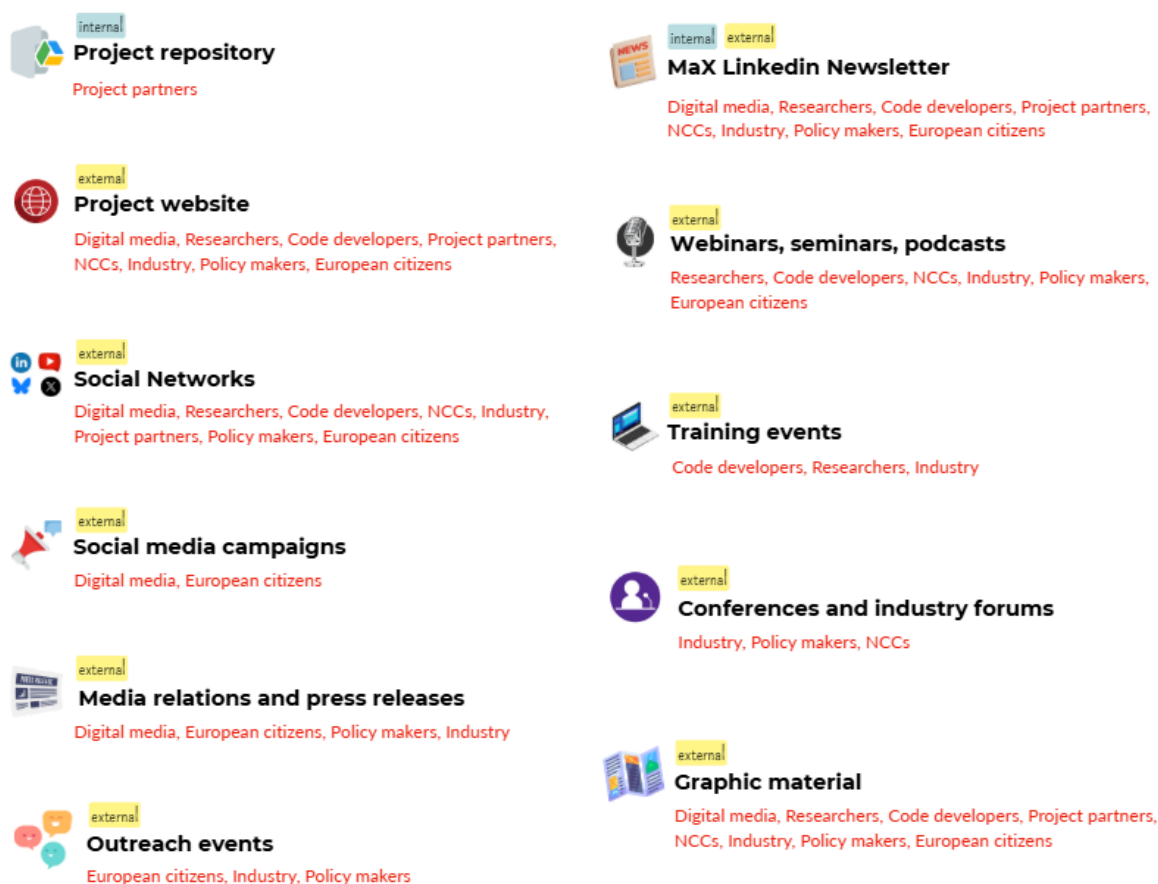 internal
Project repository
Project partners
external
Project website
Digital media, Researchers, Code developers, Project partners,
NCCs, Industry, Policy makers, European citizens
external
Social Networks
Digital media, Researchers, Code developers, NCCs, Industry,
Project partners, Policy makers, European citizens
external
Social media campaigns
Digital media, European citizens
external
PRESS RELEASE
Media relations and press releases
Digital media, European citizens, Policy makers, Industry
external
Outreach events
European citizens, Industry, Policy makers
internal external
NEWS
MaX Linkedin Newsletter
Digital media, Researchers, Code developers, Project partners,
NCCs, Industry, Policy makers, European citizens
external
Webinars, seminars, podcasts
Researchers, Code developers, NCCs, Industry, Policy makers,
European citizens
external
Training events
Code developers, Researchers, Industry
external
Conferences and industry forums
Industry, Policy makers, NCCs
external
Graphic material
Digital media, Researchers, Code developers, Project partners,
NCCs, Industry, Policy makers, European citizens